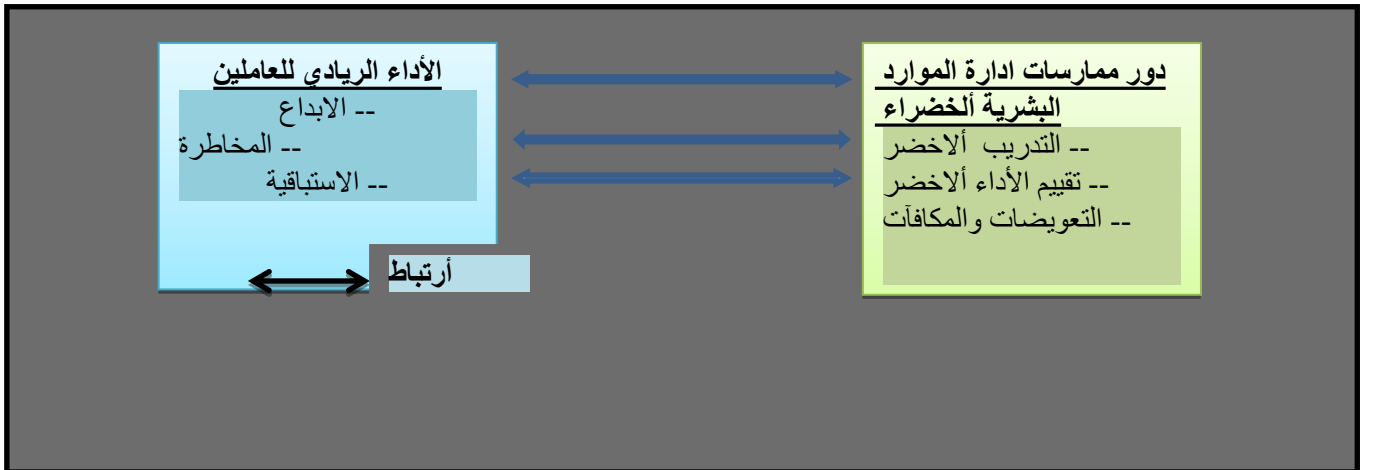 دور ممارسات ادارة الموارد
البشرية ألخضراء
-- التدريب ألاخضر
-- تقييم الأداء ألاخضر
-- التعويضات والمكافآت
الأداء الريادي للعاملين
-- الابداع
-- المخاطرة
-- الاستباقية
أرتباط